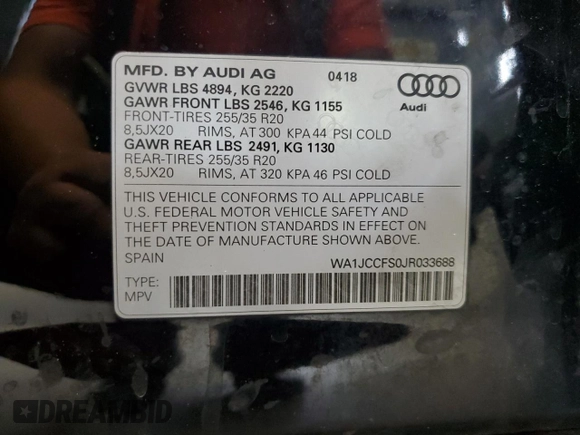 MFD. BY AUDI AG 0418
GVWR LBS 4894, KG 2220
GAWR FRONT LBS 2546, KG 1155
FRONT-TIRES 255/35 R20
8,5JX20 RIMS, AT 300 KPA 44 PSI COLD
GAWR REAR LBS 2491, KG 1130
REAR-TIRES 255/35 R20
8,5JX20 RIMS, AT 320 KPA 46 PSI COLD
Audi
THIS VEHICLE CONFORMS TO ALL APPLICABLE
U.S. FEDERAL MOTOR VEHICLE SAFETY AND
THEFT PREVENTION STANDARDS IN EFFECT ON
THE DATE OF MANUFACTURE SHOWN ABOVE.
SPAIN WA1JCCFS0JR033688
TYPE:
MPV
DREAMBID